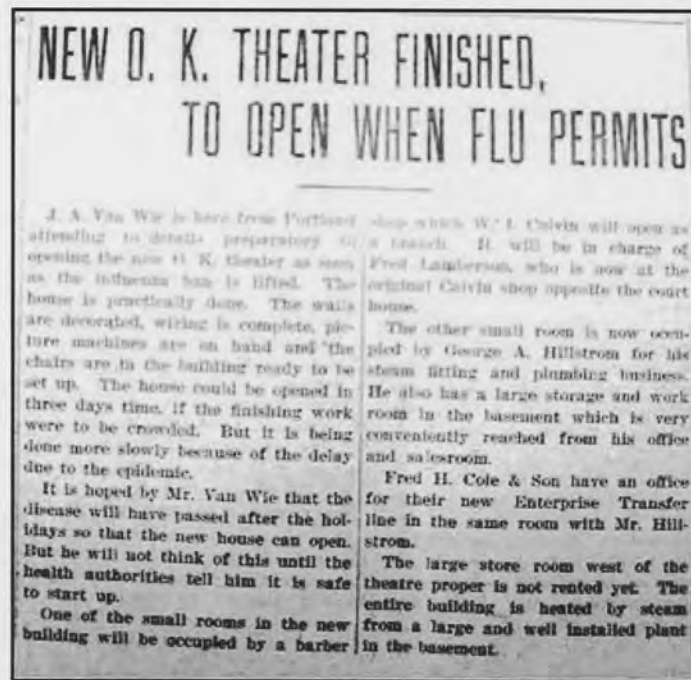 NEW O. K. THEATER FINISHED,
TO OPEN WHEN FLU PERMITS
J. A. Van Wie is here from Portland
attending to details preparatory to
opening the new O. K. theater as soon
as the influenza ban is lifted. The
house is practically done. The walls
are decorated, wiring is complete, pic-
ture machines are on hand and the
chairs are in the building ready to be
set up. The house could be opened in
three days time, if the finishing work
were to be crowded. But it is being
done more slowly because of the delay
due to the epidemic.
It is hoped by Mr. Van Wie that the
disease will have passed after the hol-
idays so that the new house can open.
But he will not think of this until the
health authorities tell him it is safe
to start up.
One of the small rooms in the new
building will be occupied by a barber
shop which W. I. Calvin will open as
a branch. It will be in charge of
Fred Lamberson, who is now at the
original Calvin shop opposite the court
house.
The other small room is now occu-
pied by George A. Hillstrom for his
steam fitting and plumbing business.
He also has a large storage and work
room in the basement which is very
conveniently reached from his office
and salesroom.
Fred H. Cole & Son have an office
for their new Enterprise Transfer
line in the same room with Mr. Hill-
strom.
The large store room west of the
theatre proper is not rented yet. The
entire building is heated by steam
from a large and well installed plant
in the basement.